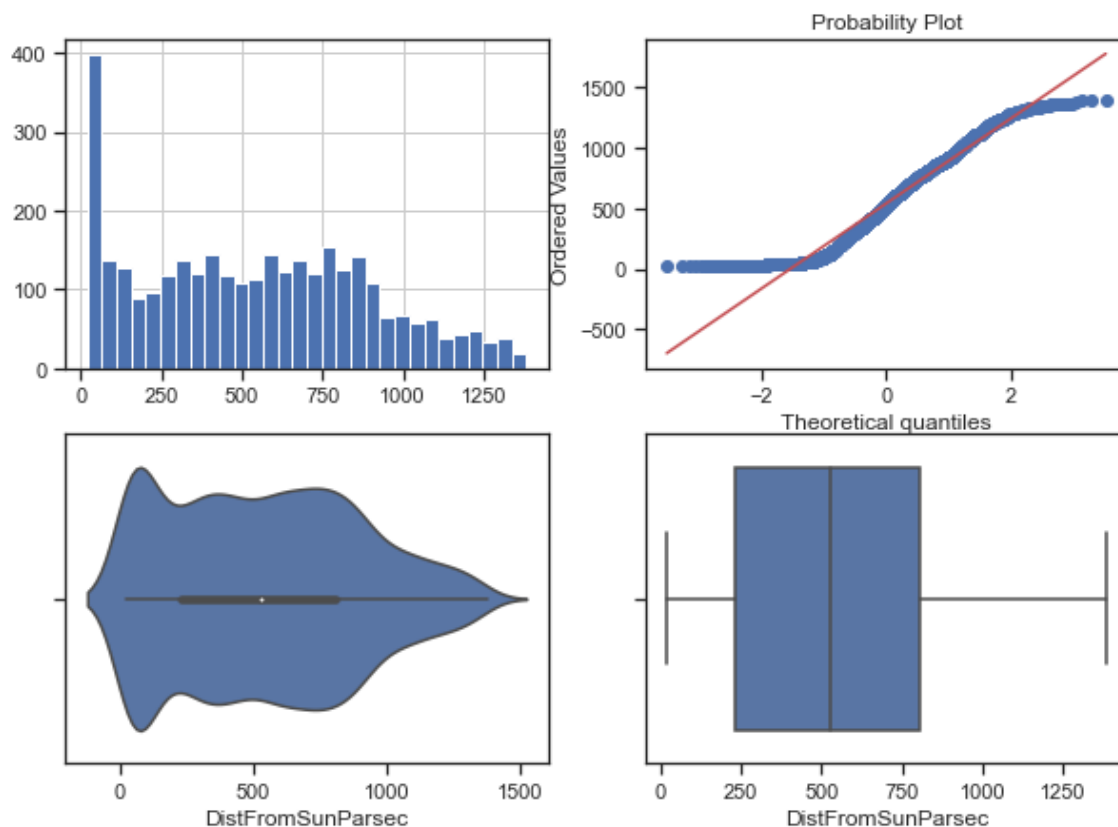 Probability Plot
400
300
200
100
0
0 250 500 750 1000 1250
Ordered Values
1500
1000
500
0
−500
−2 0 2
Theoretical quantiles
0 500 1000 1500
DistFromSunParsec
0 250 500 750 1000 1250
DistFromSunParsec